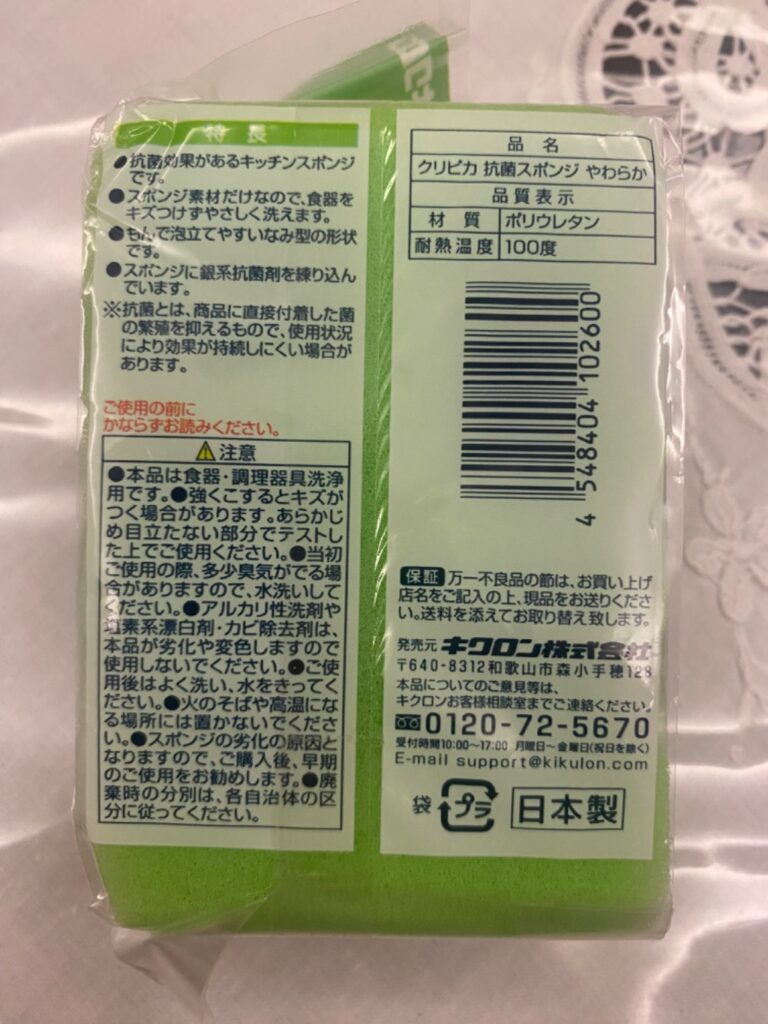 特長
●抗菌効果があるキッチンスポンジ
です。
●スポンジ素材だけなので、食器を
キズつけずやさしく洗えます。
●もんで泡立てやすいなみ型の形状
です。
●スポンジに銀系抗菌剤を練り込ん
でいます。
※抗菌とは、商品に直接付着した菌
の繁殖を抑えるもので、使用状況
により効果が持続しにくい場合が
あります。
ご使用の前に
かならずお読みください。
⚠注意
●本品は食器・調理器具洗浄
用です。●強くこするとキズが
つく場合があります。あらかじ
め目立たない部分でテストし
た上でご使用ください。●当初
ご使用の際、多少臭気がでる場
合がありますので、水洗いして
ください。●アルカリ性洗剤や
塩素系漂白剤・カビ除去剤は、
本品が劣化や変色しますので
使用しないでください。●ご使
用後はよく洗い、水をきってく
ださい。●火のそばや高温にな
る場所には置かないでくださ
い。●スポンジの劣化の原因と
なりますので、ご購入後、早期
のご使用をお勧めします。●廃
棄時の分別は、各自治体の区
分に従ってください。
品名
クリピカ 抗菌スポンジ やわらか
品質表示
材質 ポリウレタン
耐熱温度 100度
4 548404 102600
保証 万一不良品の節は、お買い上げ
店名をご記入の上、現品をお送りくださ
い。送料を添えてお取り替え致します。
発売元 キクロン株式会社
〒640-8312和歌山市森小手穂128
本品についてのご意見等は、
キクロンお客様相談室までご連絡ください。
0120-72-5670
受付時間10:00〜17:00 月曜日〜金曜日(祝日を除く)
E-mail support@kikulon.com
袋 プラ 日本製